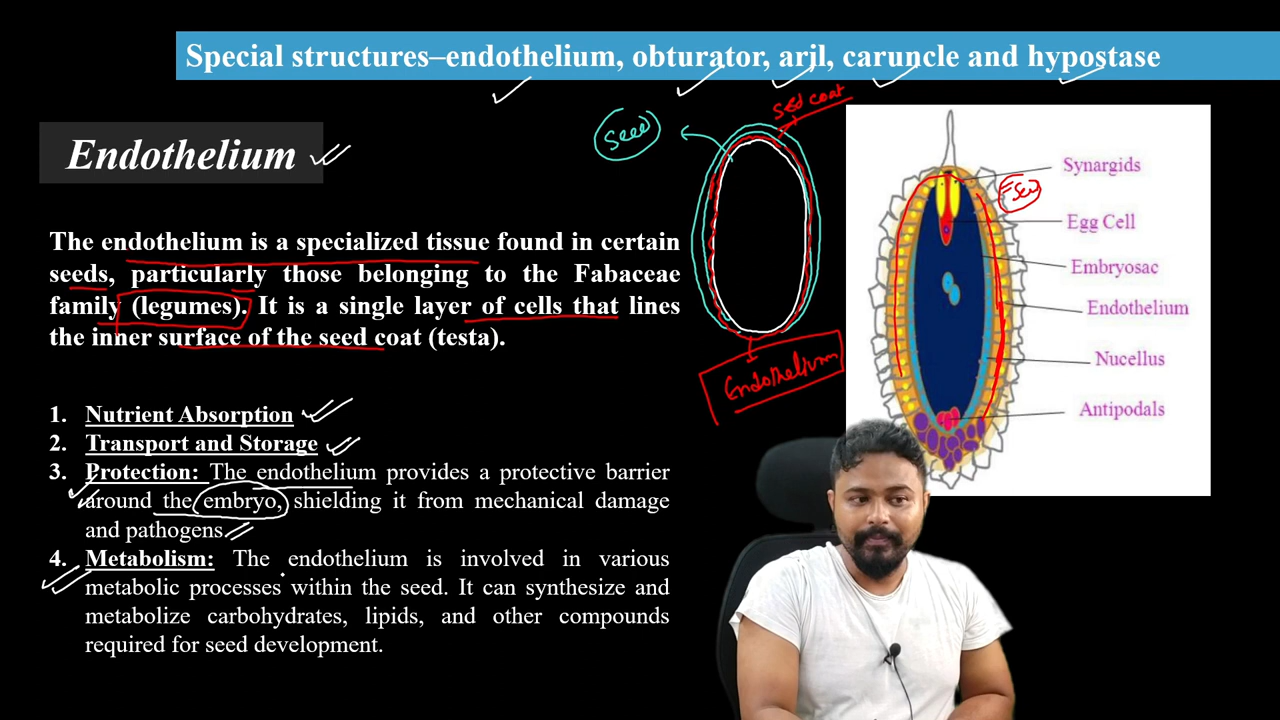 Special structures–endothelium, obturator, aril, caruncle and hypostase
Endothelium
The endothelium is a specialized tissue found in certain
seeds, particularly those belonging to the Fabaceae
family (legumes). It is a single layer of cells that lines
the inner surface of the seed coat (testa).
1. Nutrient Absorption
2. Transport and Storage
3. Protection: The endothelium provides a protective barrier
around the embryo, shielding it from mechanical damage
and pathogens.
4. Metabolism: The endothelium is involved in various
metabolic processes within the seed. It can synthesize and
metabolize carbohydrates, lipids, and other compounds
required for seed development.
Seed
Sed coat
Endothelium
Synargids
Egg Cell
Embryosac
Endothelium
Nucellus
Antipodals